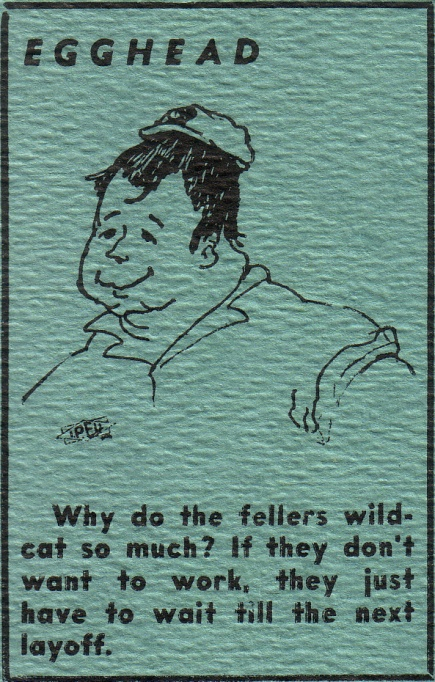 EGGHEAD
Why do the fellers wild-
cat so much? If they don't
want to work, they just
have to wait till the next
layoff.